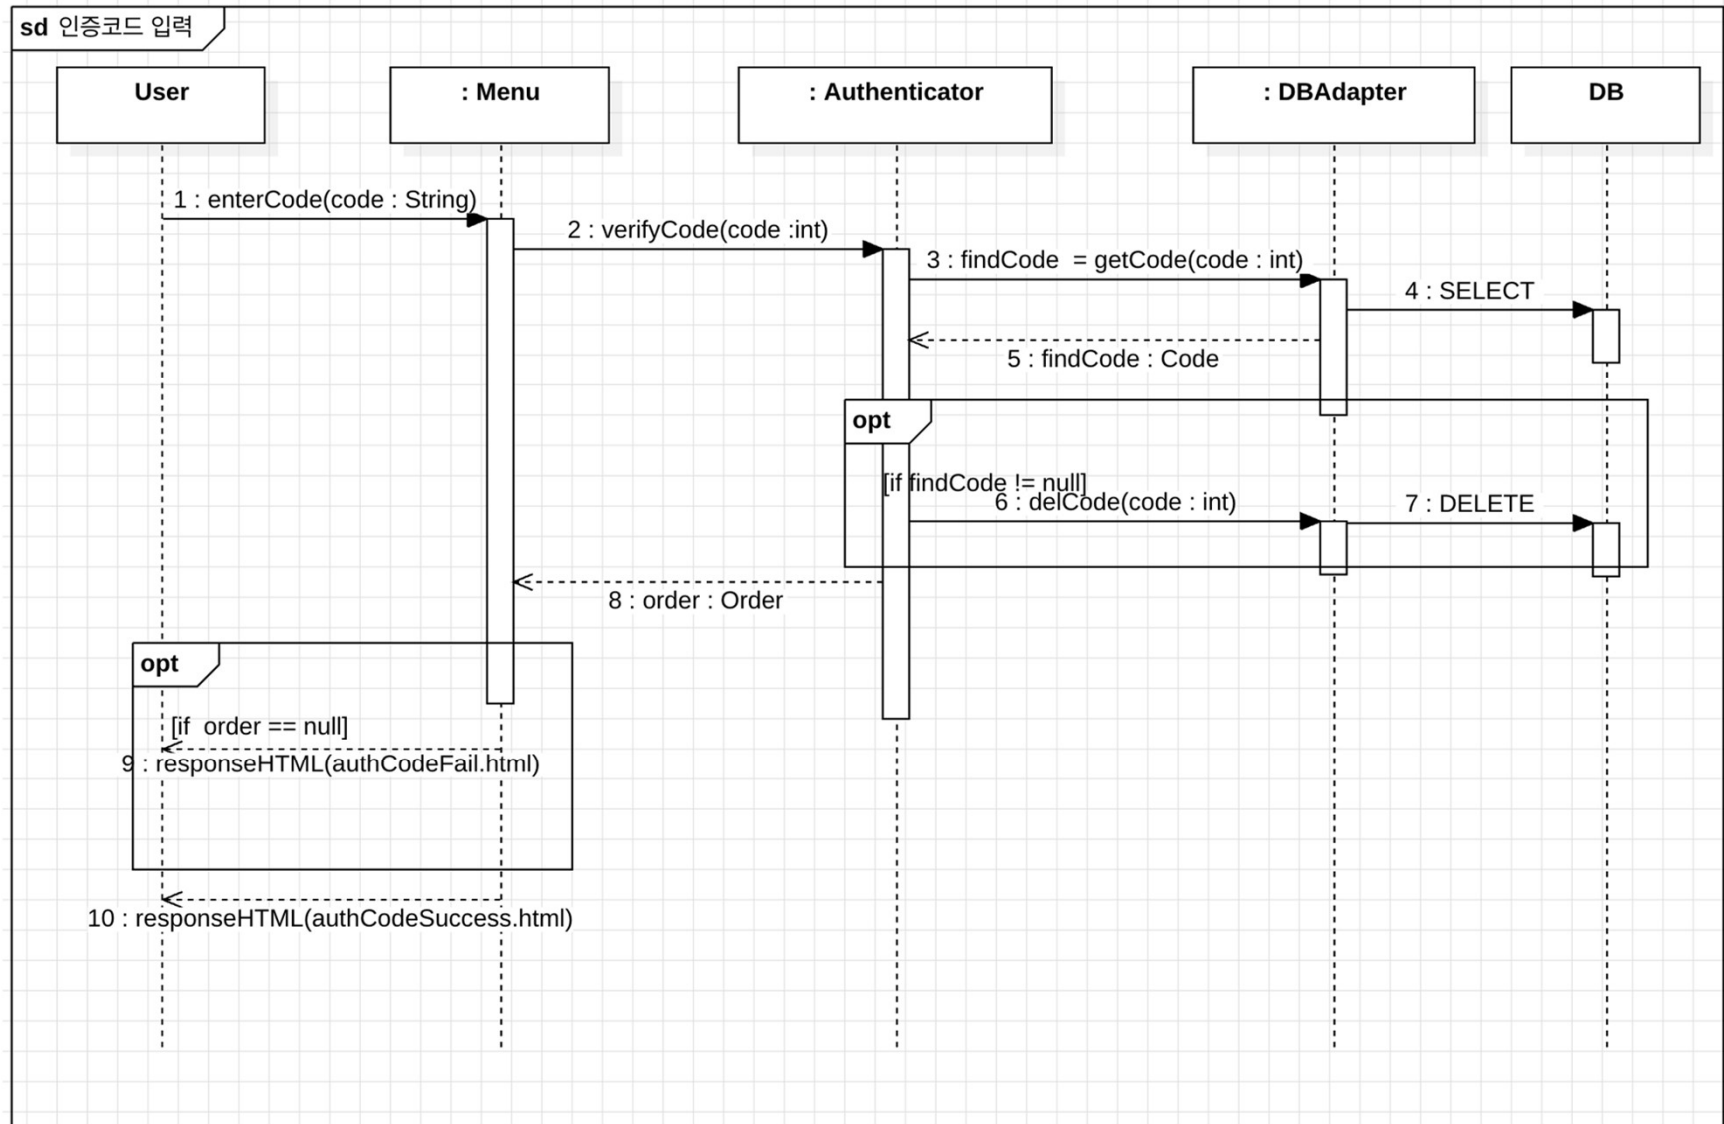 sd 인증코드 입력
User
: Menu
: Authenticator
: DBAdapter
DB
1 : enterCode(code : String)
2 : verifyCode(code :int)
3 : findCode  = getCode(code : int)
4 : SELECT
5 : findCode : Code
opt
[if findCode != null]
6 : delCode(code : int)
7 : DELETE
8 : order : Order
opt
[if  order == null]
9 : responseHTML(authCodeFail.html)
10 : responseHTML(authCodeSuccess.html)